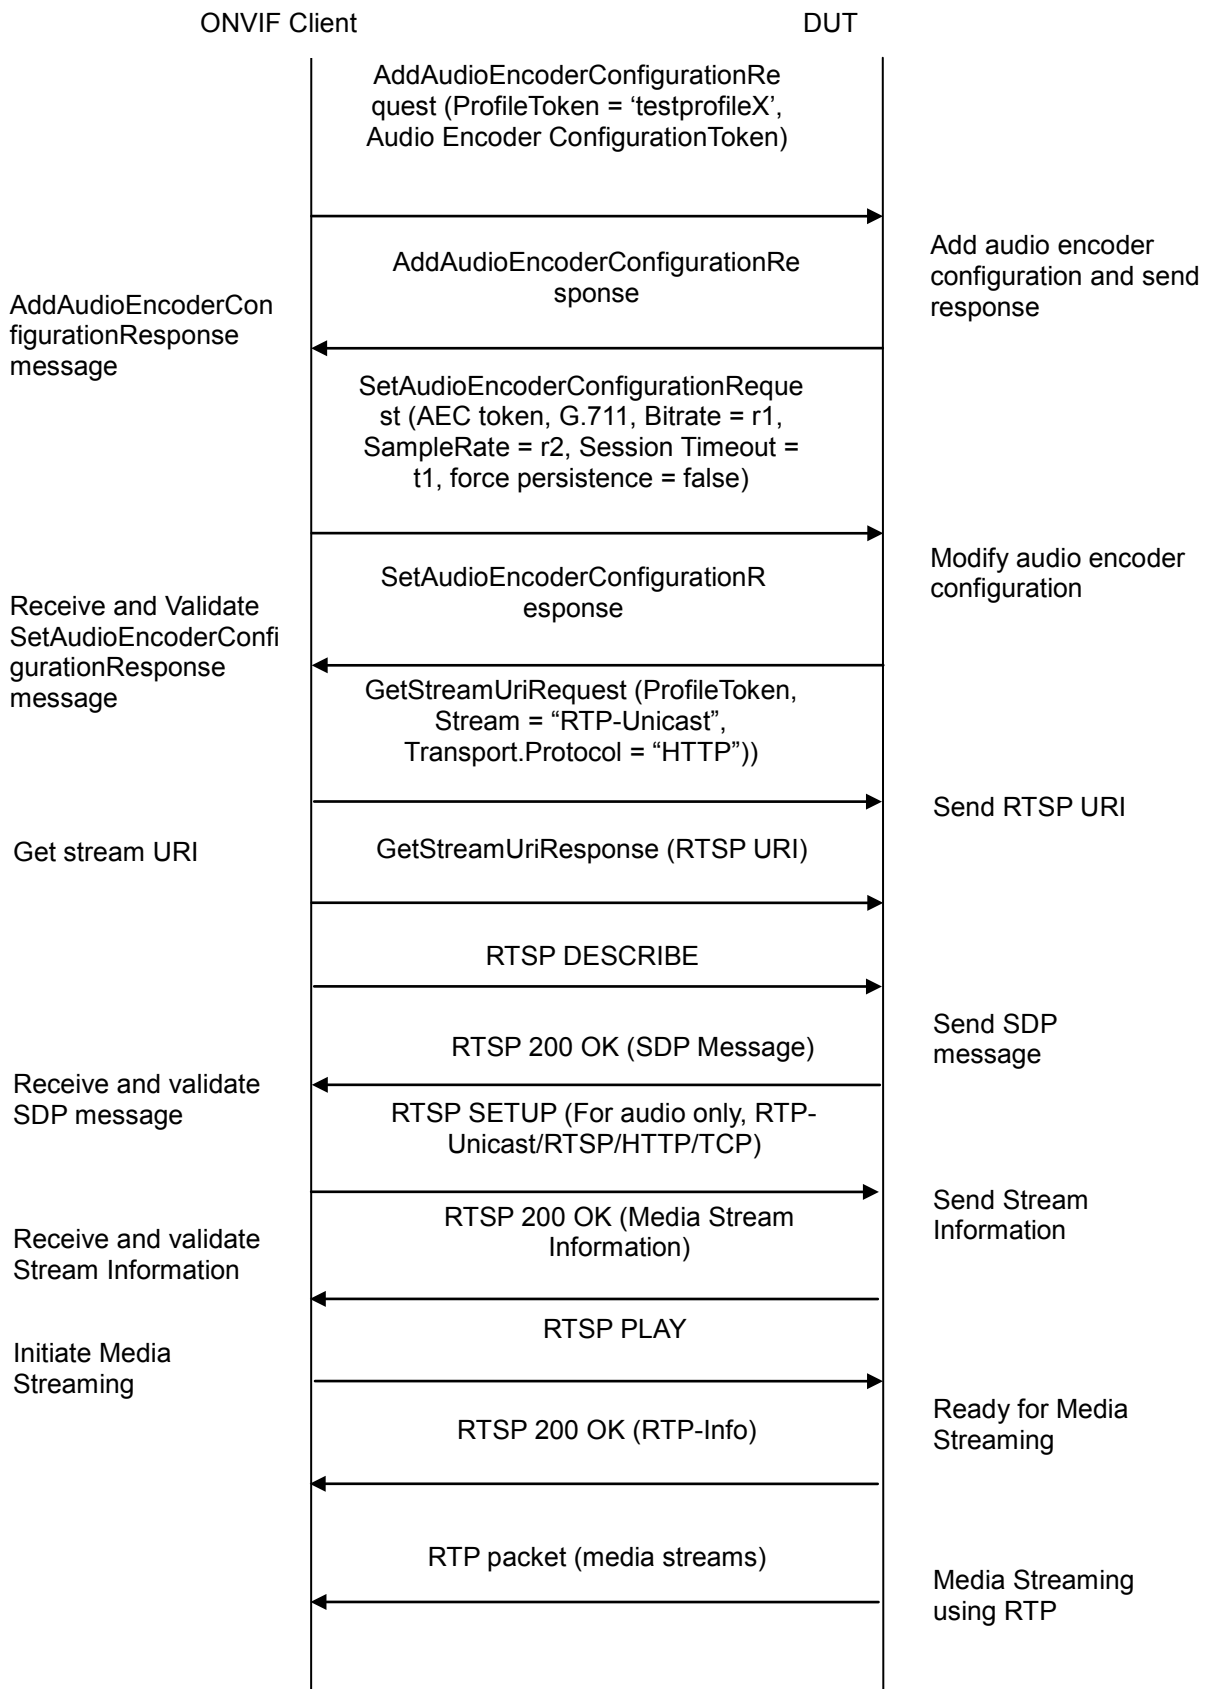 ONVIF Client
DUT
AddAudioEncoderConfigurationRe
quest (ProfileToken = ‘testprofileX’,
Audio Encoder ConfigurationToken)
Add audio encoder
configuration and send
response
AddAudioEncoderConfigurationRe
sponse
AddAudioEncoderCon
figurationResponse
message
SetAudioEncoderConfigurationReque
st (AEC token, G.711, Bitrate = r1,
SampleRate = r2, Session Timeout =
t1, force persistence = false)
Modify audio encoder
configuration
SetAudioEncoderConfigurationR
esponse
Receive and Validate
SetAudioEncoderConfi
gurationResponse
message
GetStreamUriRequest (ProfileToken,
Stream = “RTP-Unicast”,
Transport.Protocol = “HTTP”))
Send RTSP URI
Get stream URI
GetStreamUriResponse (RTSP URI)
RTSP DESCRIBE
Send SDP
message
RTSP 200 OK (SDP Message)
Receive and validate
SDP message
RTSP SETUP (For audio only, RTP-
Unicast/RTSP/HTTP/TCP)
Send Stream
Information
RTSP 200 OK (Media Stream
Information)
Receive and validate
Stream Information
RTSP PLAY
Initiate Media
Streaming
Ready for Media
Streaming
RTSP 200 OK (RTP-Info)
RTP packet (media streams)
Media Streaming
using RTP